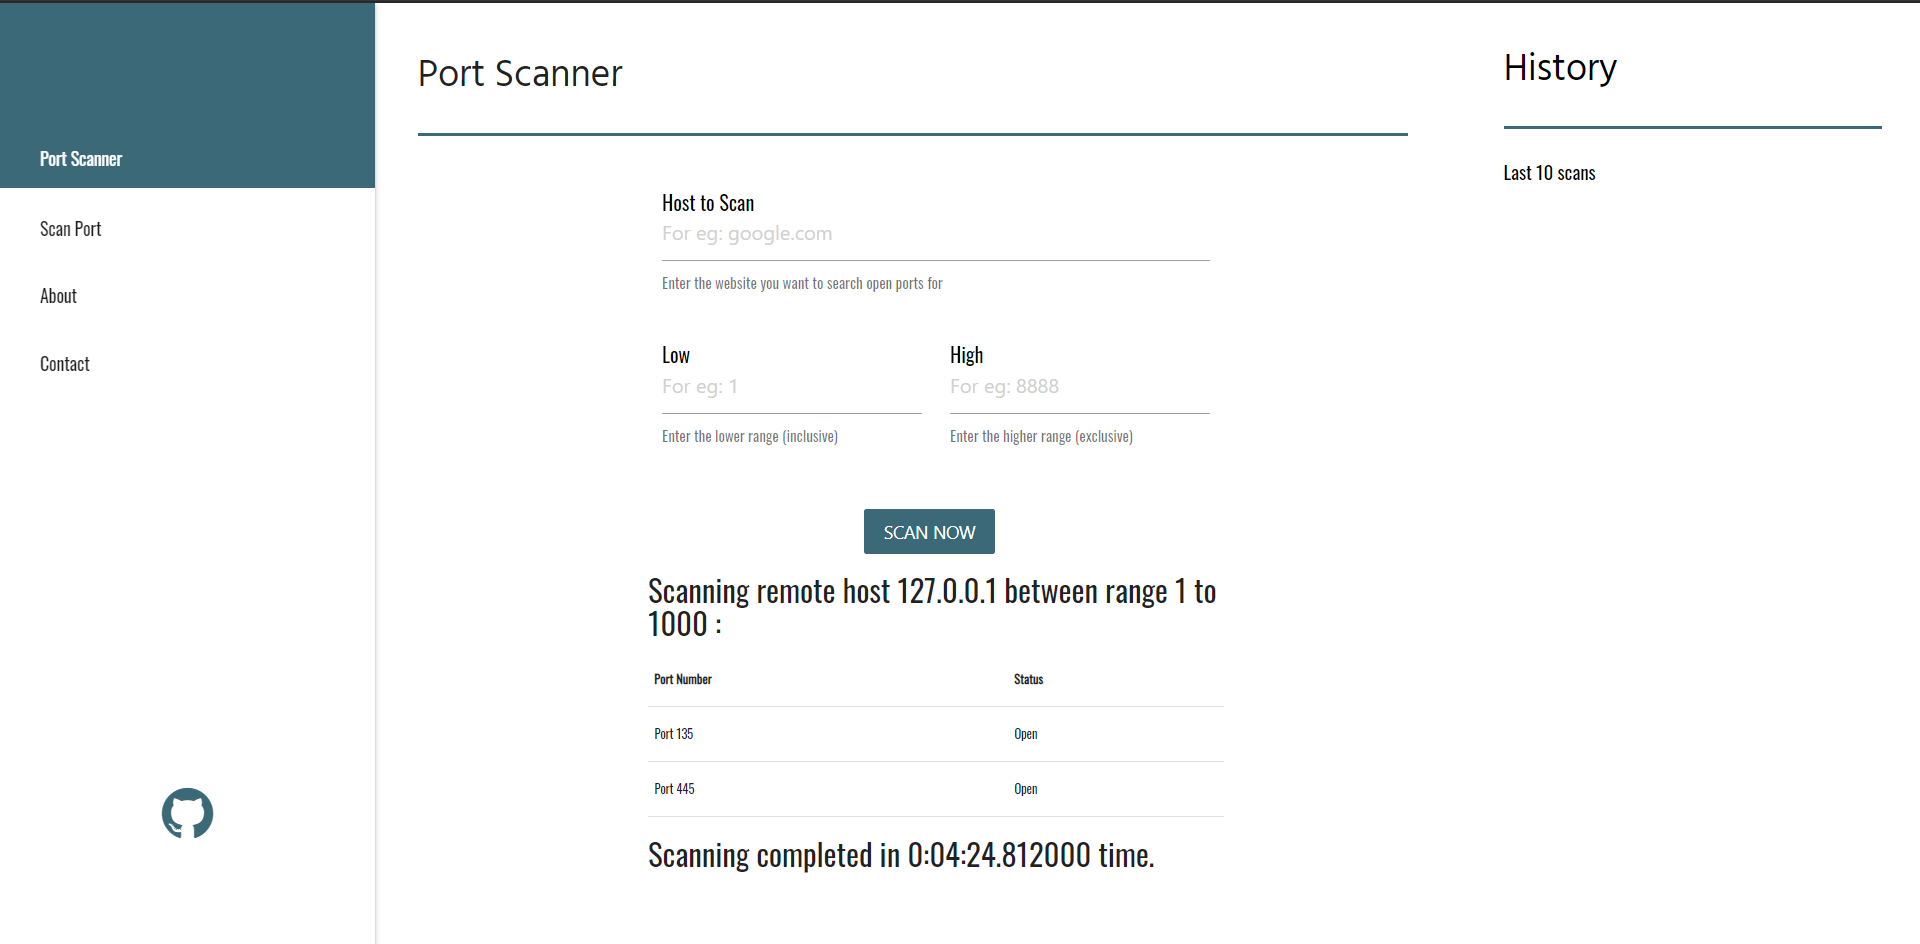 Port Scanner
Scan Port
About
Contact
Port Scanner
Host to Scan
For eg: google.com
Enter the website you want to search open ports for
Low
For eg: 1
Enter the lower range (inclusive)
High
For eg: 8888
Enter the higher range (exclusive)
SCAN NOW
Scanning remote host 127.0.0.1 between range 1 to
1000 :
Port Number Status
Port 135 Open
Port 445 Open
Scanning completed in 0:04:24.812000 time.
History
Last 10 scans